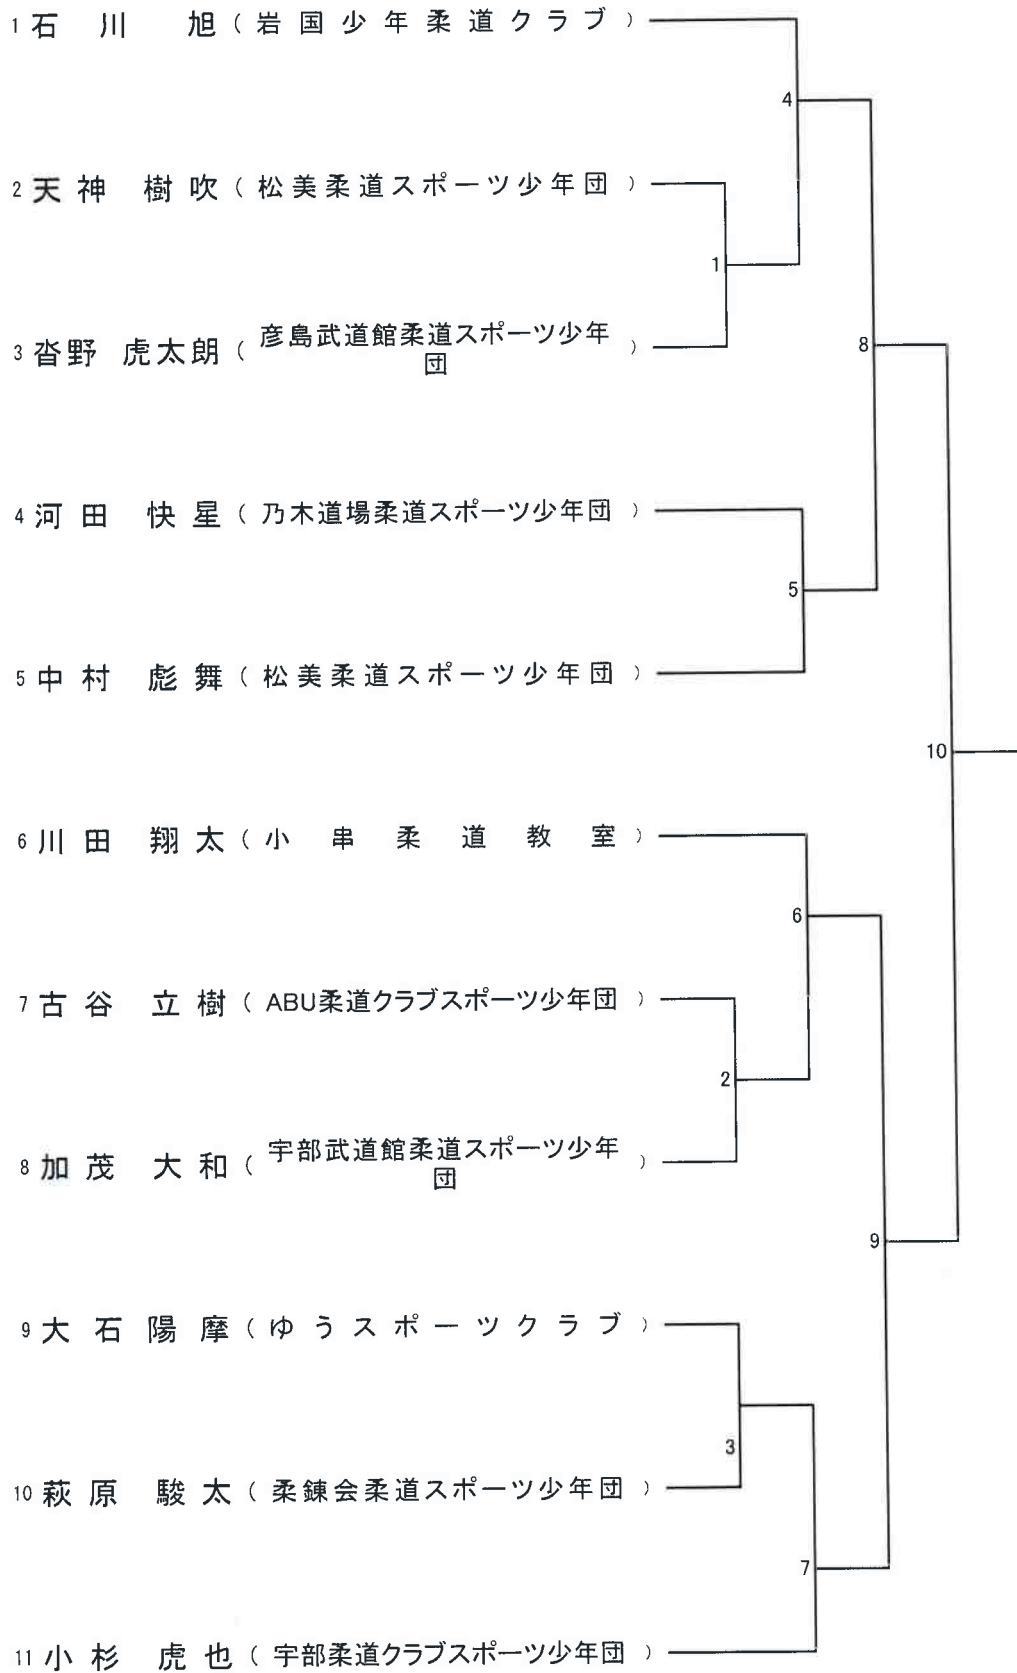 1 石川 旭 ( 岩国少年柔道クラブ )
4
2 天神 樹吹 ( 松美柔道スポーツ少年団 )
1
3 沓野 虎太朗 ( 彦島武道館柔道スポーツ少年
団 )
8
4 河田 快星 ( 乃木道場柔道スポーツ少年団 )
5
5 中村 彪舞 ( 松美柔道スポーツ少年団 )
10
6 川田 翔太 ( 小串柔道教室 )
6
7 古谷 立樹 ( ABU柔道クラブスポーツ少年団 )
2
8 加茂 大和 ( 宇部武道館柔道スポーツ少年
団 )
9
9 大石 陽摩 ( ゆうスポーツクラブ )
3
10 萩原 駿太 ( 柔錬会柔道スポーツ少年団 )
7
11 小杉 虎也 ( 宇部柔道クラブスポーツ少年団 )